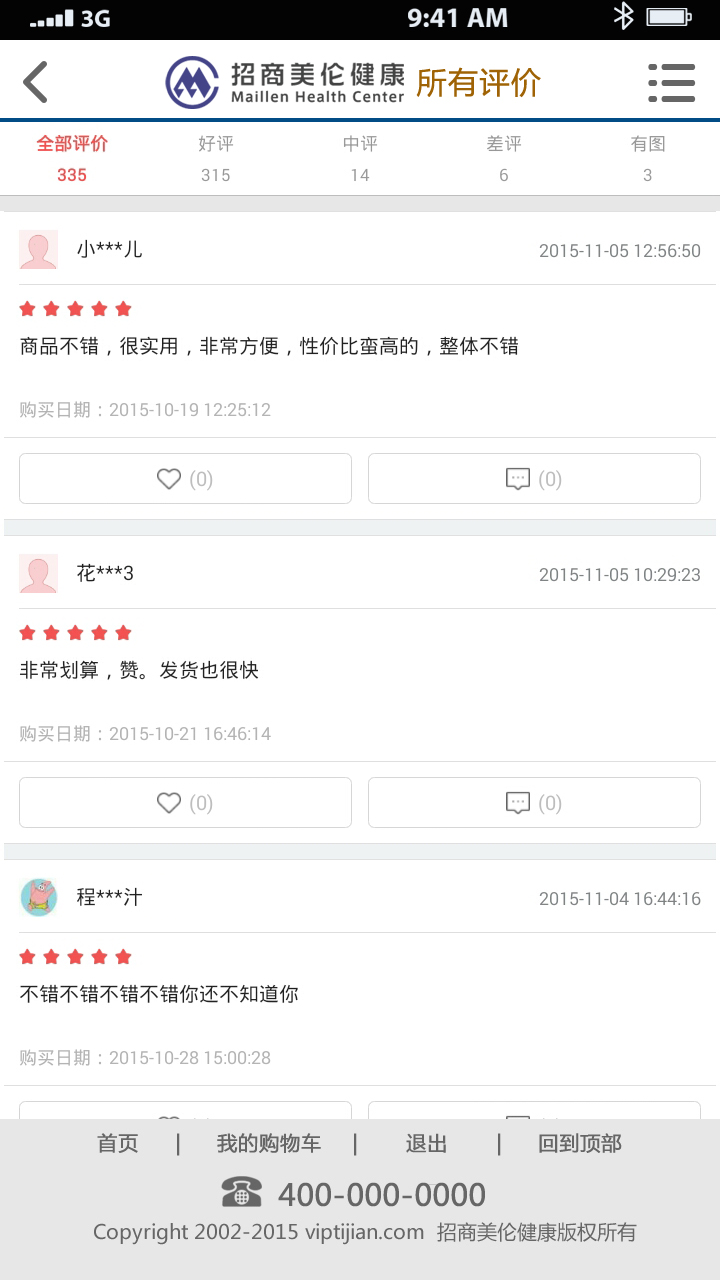 3G 9:41 AM
招商美伦健康 所有评价
Maillen Health Center
全部评价 好评 中评 差评 有图
335 315 14 6 3
小***儿 2015-11-05 12:56:50
商品不错，很实用，非常方便，性价比蛮高的，整体不错
购买日期：2015-10-19 12:25:12
(0) (0)
花***3 2015-11-05 10:29:23
非常划算，赞。发货也很快
购买日期：2015-10-21 16:46:14
(0) (0)
程***汁 2015-11-04 16:44:16
不错不错不错不错你还不知道你
购买日期：2015-10-28 15:00:28
首页 | 我的购物车 | 退出 | 回到顶部
400-000-0000
Copyright 2002-2015 viptijian.com 招商美伦健康版权所有